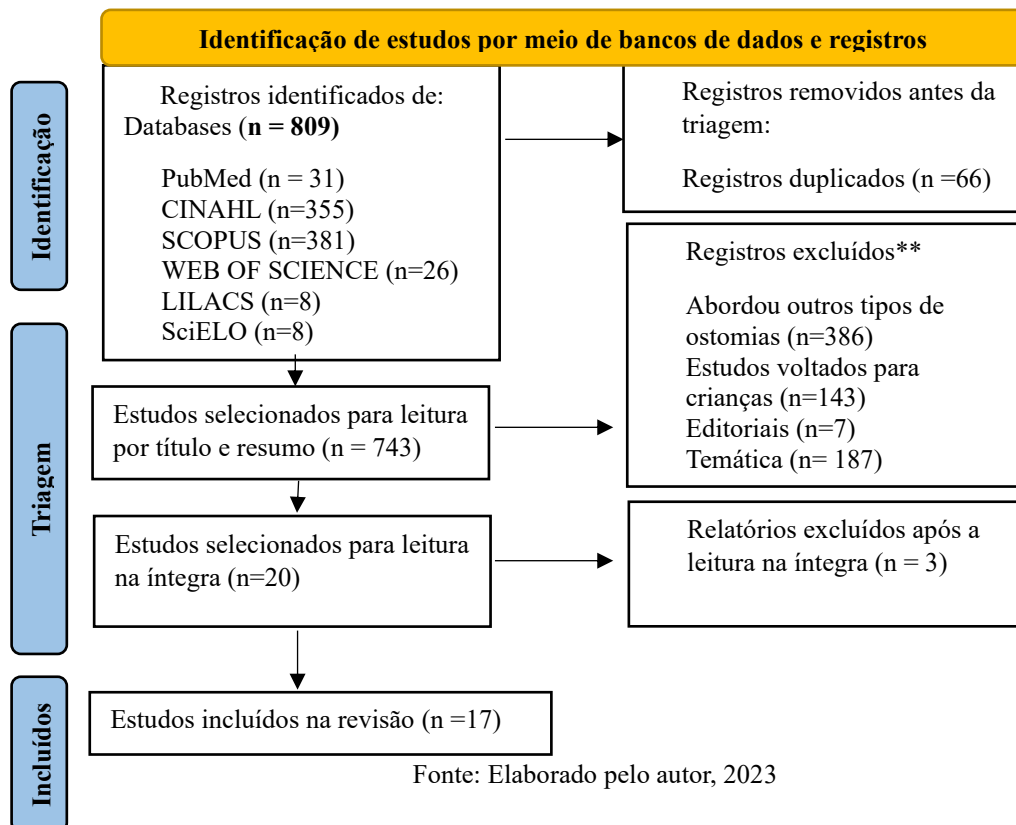 Identificação de estudos por meio de bancos de dados e registros
Identificação
Registros identificados de:
Databases (n = 809)
PubMed (n = 31)
CINAHL (n=355)
SCOPUS (n=381)
WEB OF SCIENCE (n=26)
LILACS (n=8)
SciELO (n=8)
Registros removidos antes da
triagem:
Registros duplicados (n =66)
Triagem
Estudos selecionados para leitura
por título e resumo (n = 743)
Registros excluídos**
Abordou outros tipos de
ostomias (n=386)
Estudos voltados para
crianças (n=143)
Editoriais (n=7)
Temática (n= 187)
Estudos selecionados para leitura
na íntegra (n=20)
Relatórios excluídos após a
leitura na íntegra (n = 3)
Incluídos
Estudos incluídos na revisão (n =17)
Fonte: Elaborado pelo autor, 2023